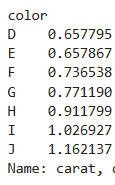 color
D    0.657795
E    0.657867
F    0.736538
G    0.771190
H    0.911799
I    1.026927
J    1.162137
Name: carat,